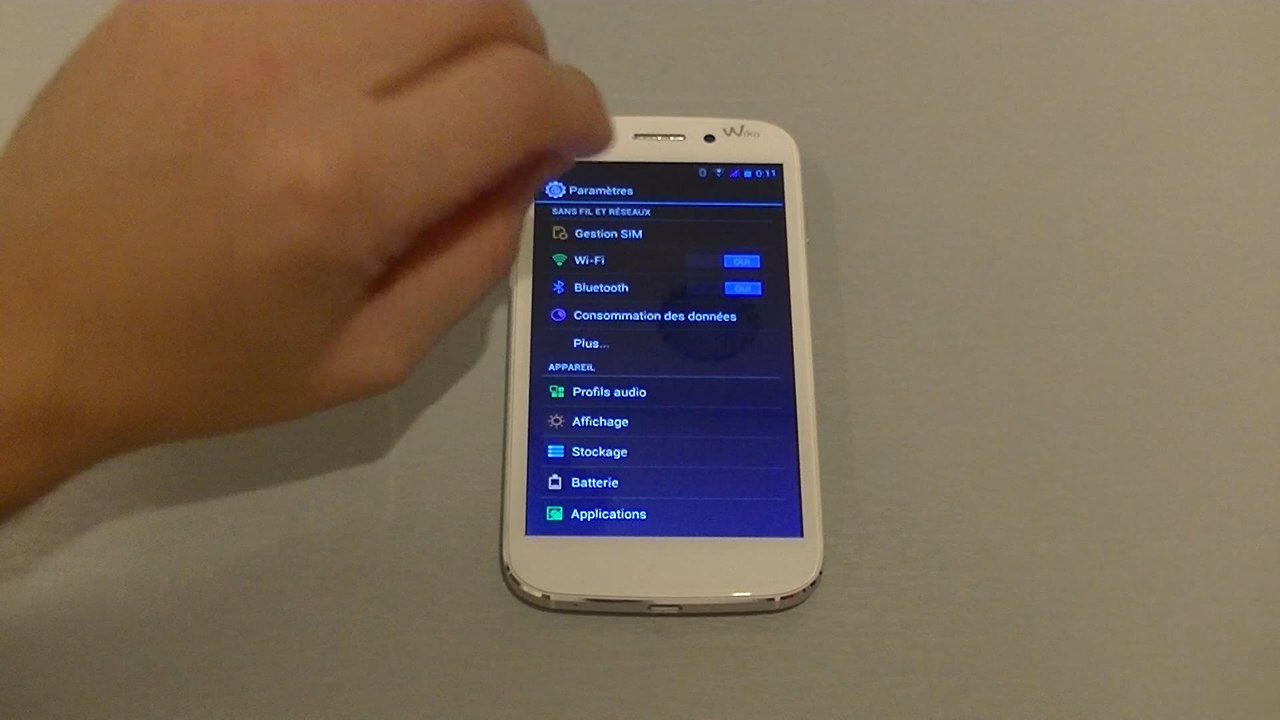 Wiko
0:11
Paramètres
SANS FIL ET RÉSEAUX
Gestion SIM
Wi-Fi OUI
Bluetooth OUI
Consommation des données
Plus...
APPAREIL
Profils audio
Affichage
Stockage
Batterie
Applications